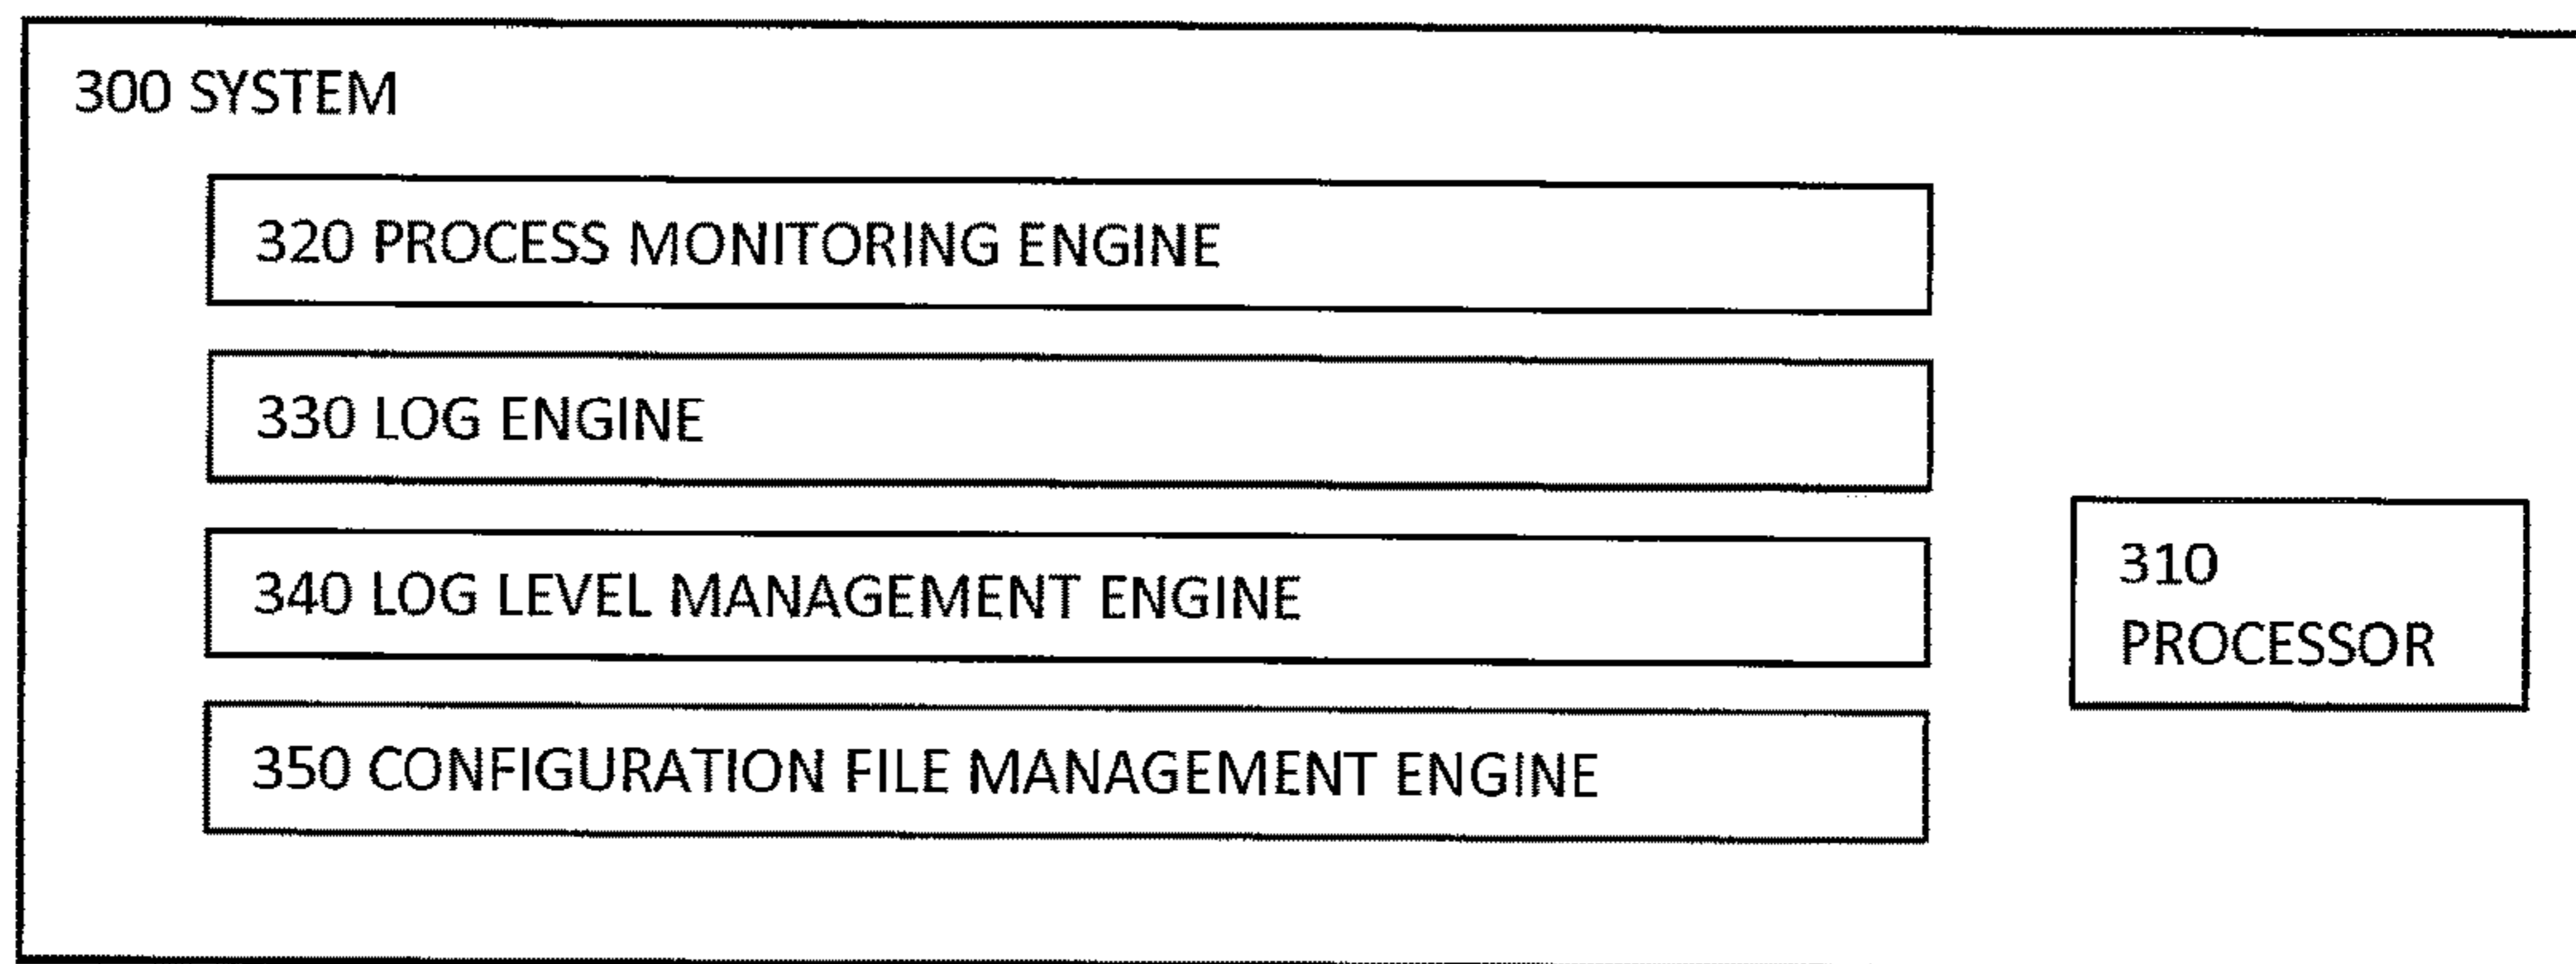 300 SYSTEM
320 PROCESS MONITORING ENGINE
330 LOG ENGINE
340 LOG LEVEL MANAGEMENT ENGINE
350 CONFIGURATION FILE MANAGEMENT ENGINE
310
PROCESSOR